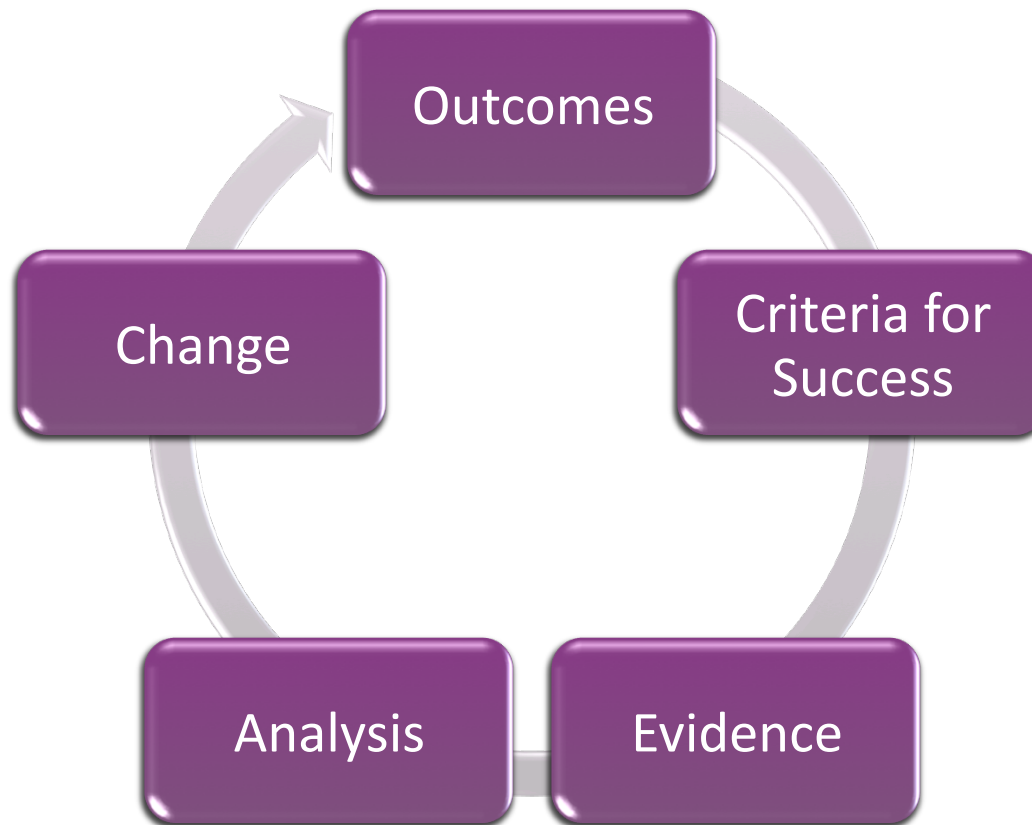 Outcomes
Criteria for
Success
Evidence
Analysis
Change